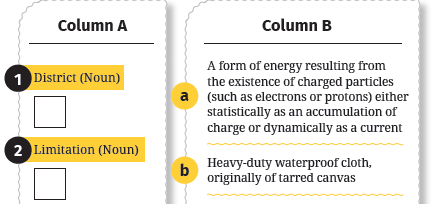 Column A
1 District (Noun)
2 Limitation (Noun)
Column B
a
A form of energy resulting from
the existence of charged particles
(such as electrons or protons) either
statistically as an accumulation of
charge or dynamically as a current
b
Heavy-duty waterproof cloth,
originally of tarred canvas